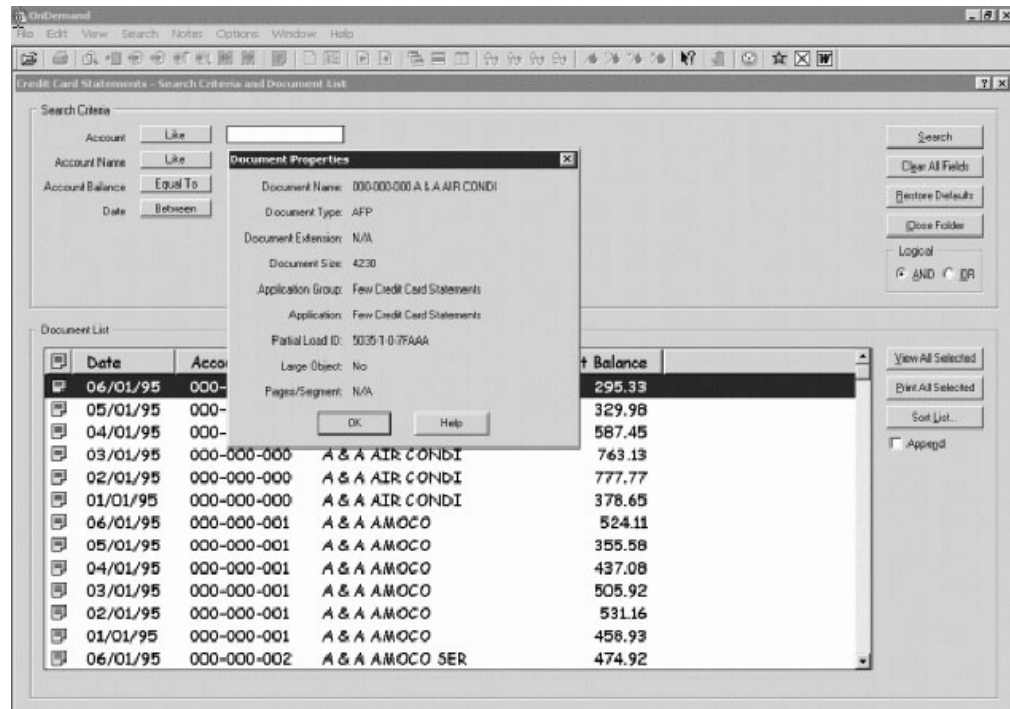 OnDemand
File Edit View Search Notes Options Window Help
Credit Card Statements - Search Criteria and Document List
Search Criteria
Account Like
Account Name Like
Account Balance Equal To
Date Between
Search
Clear All Fields
Restore Defaults
Close Folder
Logical
AND OR
Document Properties
Document Name: 000-000-000 A & A AIR CONDI
Document Type: AFP
Document Extension: N/A
Document Size: 4230
Application Group: Few Credit Card Statements
Application: Few Credit Card Statements
Partial Load ID: 5035-1-0-7FAAA
Large Object: No
Pages/Segment: N/A
OK Help
Document List
Date Acco t Balance
06/01/95 000- 295.33
05/01/95 000- 329.98
04/01/95 000- 587.45
03/01/95 000-000-000 A & A AIR CONDI 763.13
02/01/95 000-000-000 A & A AIR CONDI 777.77
01/01/95 000-000-000 A & A AIR CONDI 378.65
06/01/95 000-000-001 A & A AMOCO 524.11
05/01/95 000-000-001 A & A AMOCO 355.58
04/01/95 000-000-001 A & A AMOCO 437.08
03/01/95 000-000-001 A & A AMOCO 505.92
02/01/95 000-000-001 A & A AMOCO 531.16
01/01/95 000-000-001 A & A AMOCO 458.93
06/01/95 000-000-002 A & A AMOCO SER 474.92
View All Selected
Print All Selected
Sort List...
Append